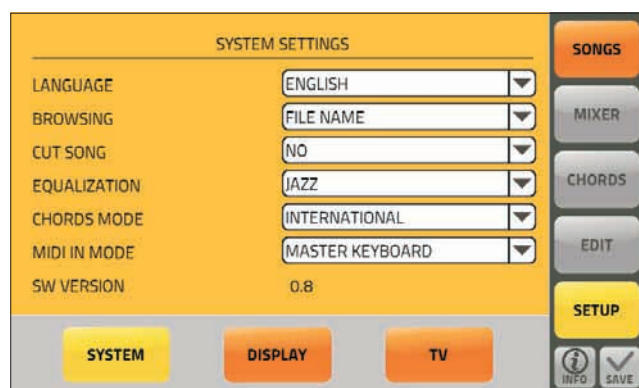 SYSTEM SETTINGS
LANGUAGE ENGLISH
BROWSING FILE NAME
CUT SONG NO
EQUALIZATION JAZZ
CHORDS MODE INTERNATIONAL
MIDI IN MODE MASTER KEYBOARD
SW VERSION 0.8
SYSTEM DISPLAY TV
SONGS
MIXER
CHORDS
EDIT
SETUP
INFO SAVE